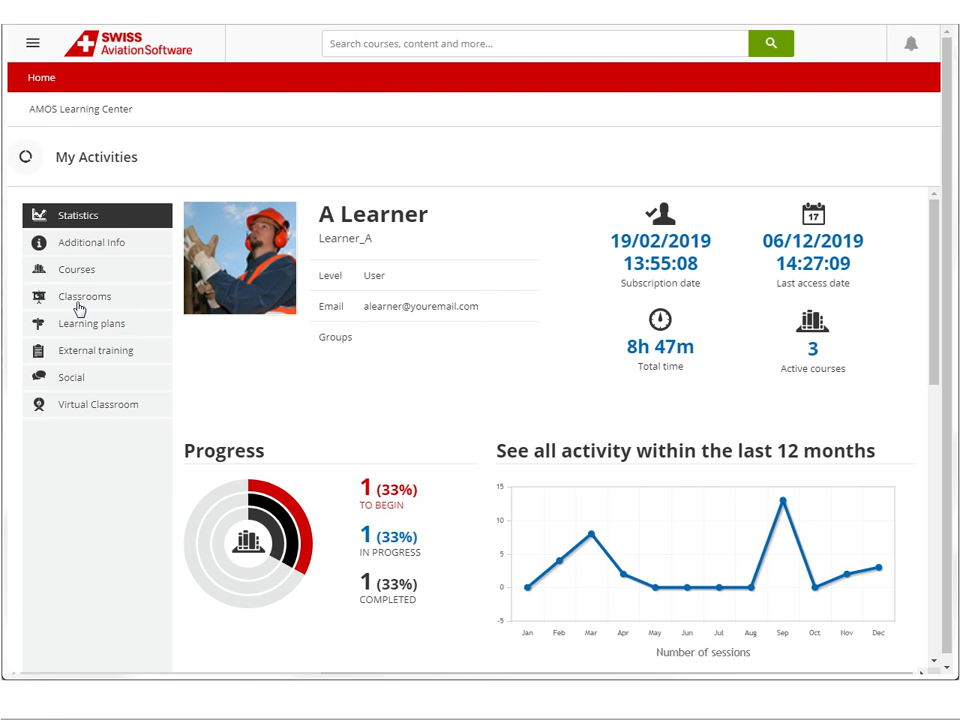 SWISS
AviationSoftware
Search courses, content and more...
Home
AMOS Learning Center
My Activities
Statistics
Additional Info
Courses
Classrooms
Learning plans
External training
Social
Virtual Classroom
A Learner
Learner_A
Level User
Email alearner@youremail.com
Groups
19/02/2019
13:55:08
Subscription date
17
06/12/2019
14:27:09
Last access date
8h 47m
Total time
3
Active courses
Progress
1 (33%)
TO BEGIN
1 (33%)
IN PROGRESS
1 (33%)
COMPLETED
See all activity within the last 12 months
15
10
5
0
-5
Jan Feb Mar Apr May Jun Jul Aug Sep Oct Nov Dec
Number of sessions